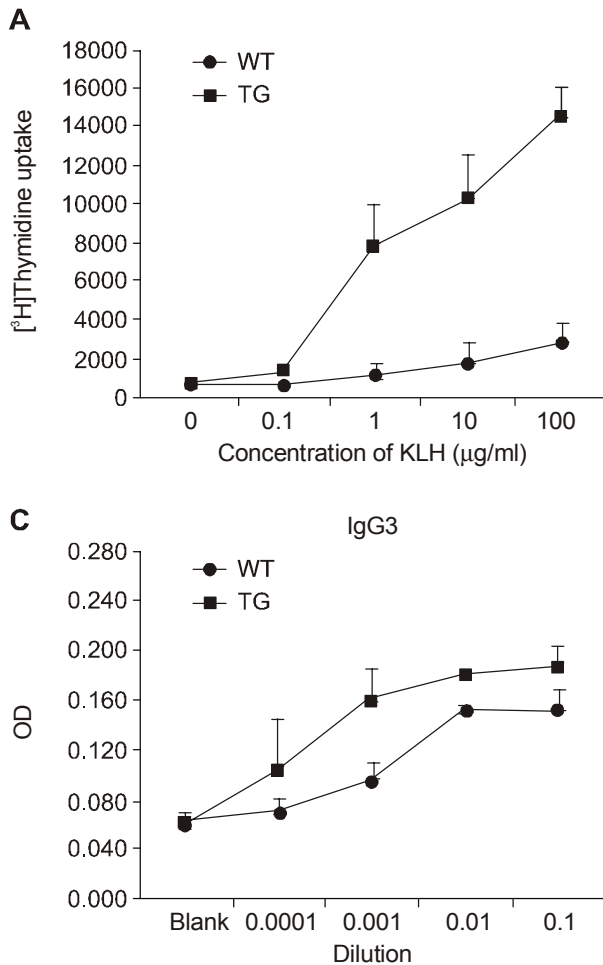 A
18000
16000
14000
12000
10000
8000
6000
4000
2000
0
WT
TG
[³H]Thymidine uptake
0 0.1 1 10 100
Concentration of KLH (μg/ml)
C
IgG3
0.280
0.240
0.200
0.160
0.120
0.080
0.040
0.000
WT
TG
OD
Blank 0.0001 0.001 0.01 0.1
Dilution